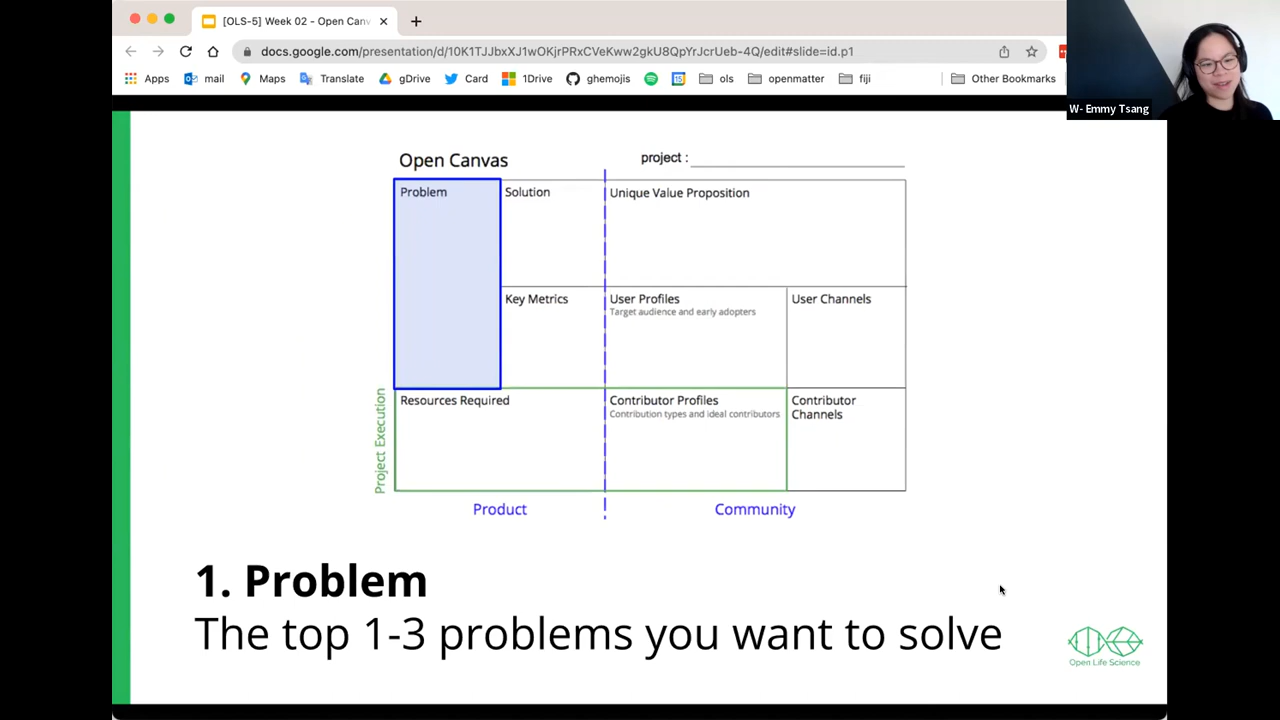 [OLS-5] Week 02 - Open Canv
docs.google.com/presentation/d/10K1TJJbxXJ1wOKjrPRxCVeKww2gkU8QpYrJcrUeb-4Q/edit#slide=id.p1
Apps mail Maps Translate gDrive Card 1Drive ghemojis ols openmatter fiji Other Bookmarks
W- Emmy Tsang
Open Canvas project :
Problem Solution Unique Value Proposition
Key Metrics User Profiles User Channels
Target audience and early adopters
Project Execution
Resources Required Contributor Profiles Contributor
Contribution types and ideal contributors Channels
Product Community
1. Problem
The top 1-3 problems you want to solve
Open Life Science